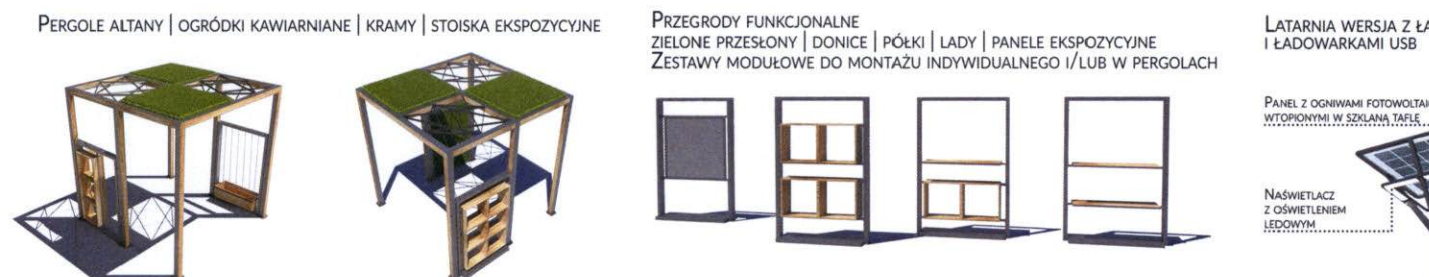 PERGOLE ALTANY | OGRÓDKI KAWIARNIANE | KRAMY | STOISKA EKSPOZYCYJNE
PRZEGRODY FUNKCJONALNE
ZIELONE PRZESŁONY | DONICE | PÓŁKI | LADY | PANELE EKSPOZYCYJNE
ZESTAWY MODUŁOWE DO MONTAŻU INDYWIDUALNEGO I/LUB W PERGOLACH
LATARNIA WERSJA Z
I ŁADOWARKAMI USB
PANEL Z OGNIWAMI
WTOPIONYMI W SZKLANĄ TAFLĘ
NAŚWIETLACZ
Z OŚWIETLENIEM
LEDOWYM